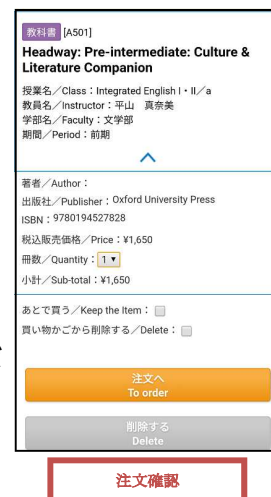 教科書 [A501]
Headway: Pre-intermediate: Culture &
Literature Companion
授業名／Class：Integrated English I・II／a
教員名／Instructor：平山　真奈美
学部名／Faculty：文学部
期間／Period：前期
著者／Author：
出版社／Publisher：Oxford University Press
ISBN：9780194527828
税込販売価格／Price：¥1,650
冊数／Quantity：1
小計／Sub-total：¥1,650
あとで買う／Keep the Item：
買い物かごから削除する／Delete：
注文へ
To order
削除する
Delete
注文確認